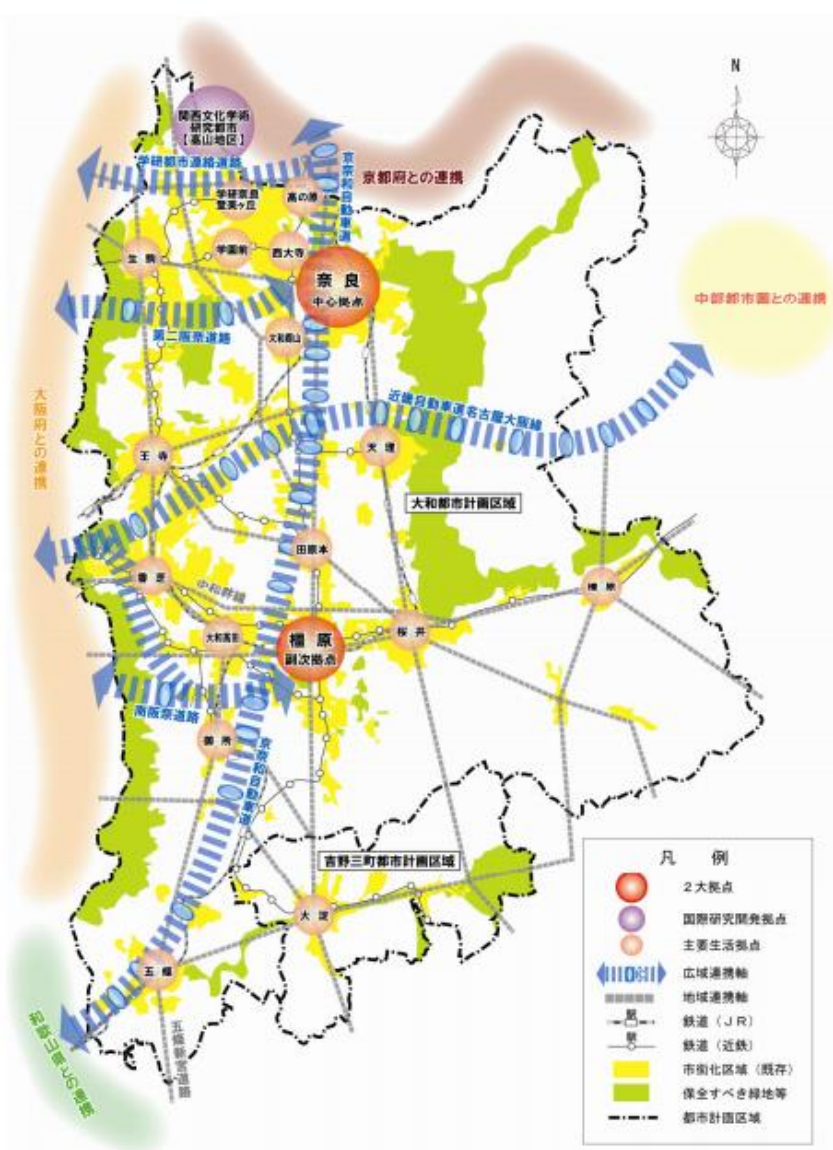 N
関西文化学術
研究都市
【高山地区】
京都府との連携
学研都市連絡道路
京奈和自動車道
学研奈良
登美ヶ丘
高の原
生駒
学園前
西大寺
奈良
中心拠点
中部都市圏との連携
第二阪奈道路
大和郡山
近畿自動車道名古屋大阪線
大阪府との連携
王寺
天理
大和都市計画区域
田原本
香芝
中和幹線
榛原
大和高田
橿原
副次拠点
桜井
南阪奈道路
御所
京奈和自動車道
吉野三町都市計画区域
大淀
五條
五條新宮道路
和歌山県との連携
凡例
2大拠点
国際研究開発拠点
主要生活拠点
広域連携軸
地域連携軸
駅
鉄道(JR)
駅
鉄道(近鉄)
市街化区域(既存)
保全すべき緑地等
都市計画区域